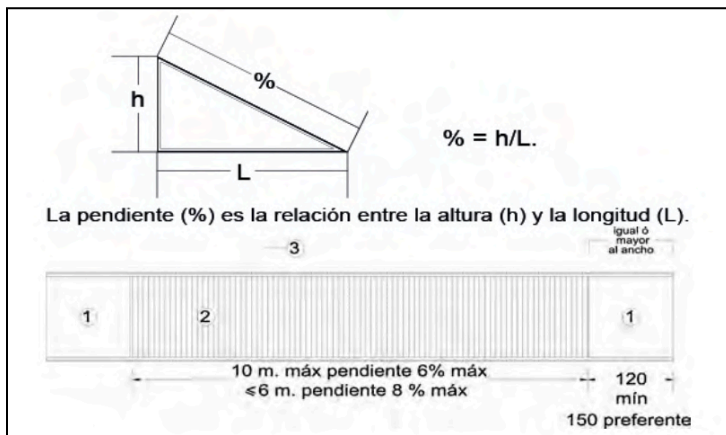 h
%
L
% = h/L.
La pendiente (%) es la relación entre la altura (h) y la longitud (L).
igual ó
mayor
al ancho
3
1
2
1
10 m. máx pendiente 6% máx
⩽6 m. pendiente 8 % máx
120
mín
150 preferente